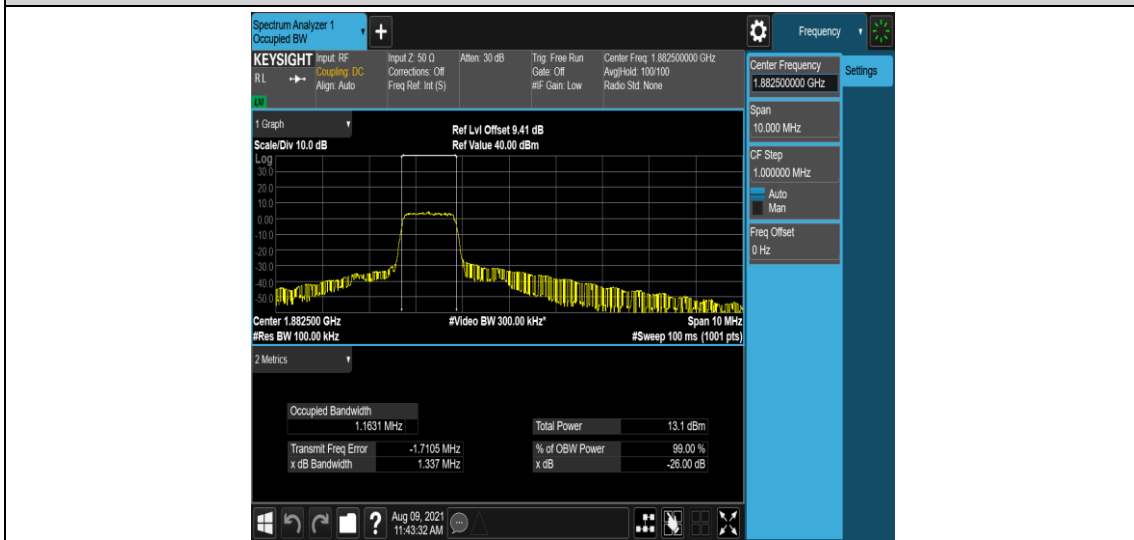 Spectrum Analyzer 1
Occupied BW
+
Frequency
KEYSIGHT
RL
LXI
Input: RF
Coupling: DC
Align: Auto
Input Z: 50 Ω
Corrections: Off
Freq Ref: Int (S)
Atten: 30 dB
Trig: Free Run
Gate: Off
#IF Gain: Low
Center Freq: 1.882500000 GHz
Avg|Hold: 100/100
Radio Std: None
Center Frequency
1.882500000 GHz
Settings
Span
10.000 MHz
CF Step
1.000000 MHz
Auto
Man
Freq Offset
0 Hz
1 Graph
Scale/Div 10.0 dB
Ref Lvl Offset 9.41 dB
Ref Value 40.00 dBm
Log
30.0
20.0
10.0
0.00
-10.0
-20.0
-30.0
-40.0
-50.0
Center 1.882500 GHz
#Video BW 300.00 kHz*
Span 10 MHz
#Res BW 100.00 kHz
#Sweep 100 ms (1001 pts)
2 Metrics
Occupied Bandwidth
1.1631 MHz
Total Power 13.1 dBm
Transmit Freq Error -1.7105 MHz
% of OBW Power 99.00 %
x dB Bandwidth 1.337 MHz
x dB -26.00 dB
?
Aug 09, 2021
11:43:32 AM